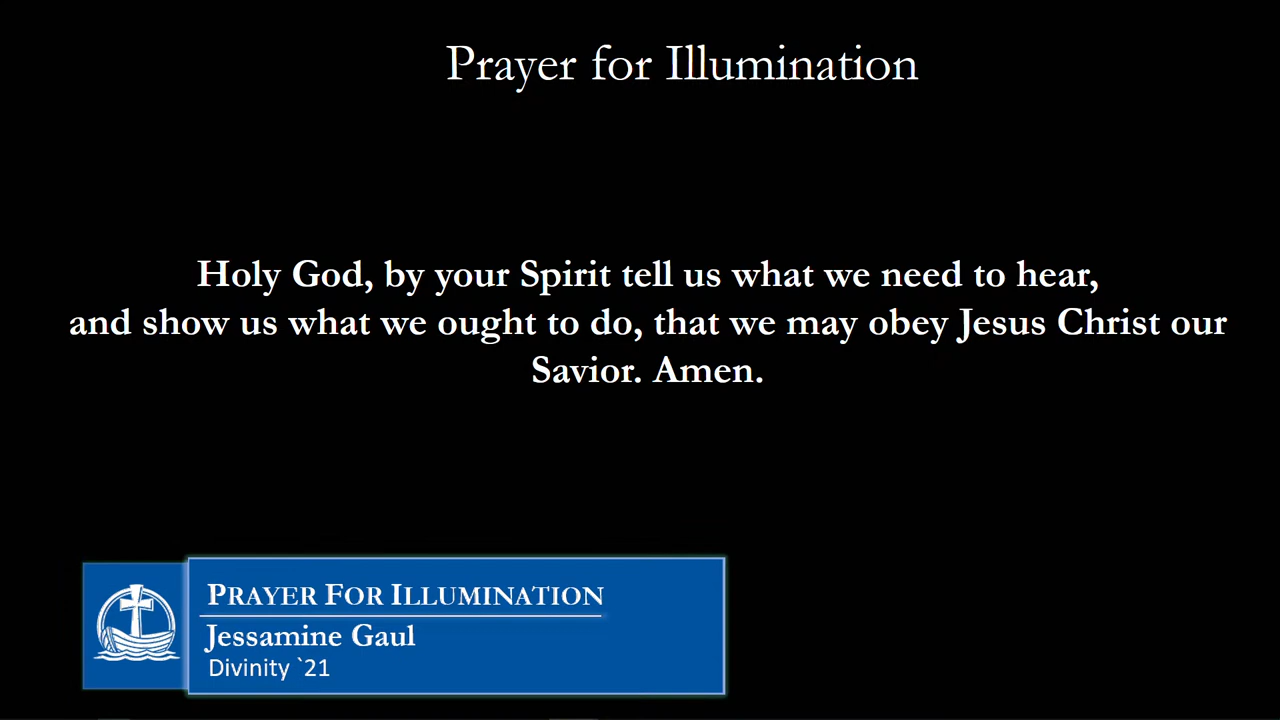 Prayer for Illumination
Holy God, by your Spirit tell us what we need to hear,
and show us what we ought to do, that we may obey Jesus Christ our
Savior. Amen.
PRAYER FOR ILLUMINATION
Jessamine Gaul
Divinity `21